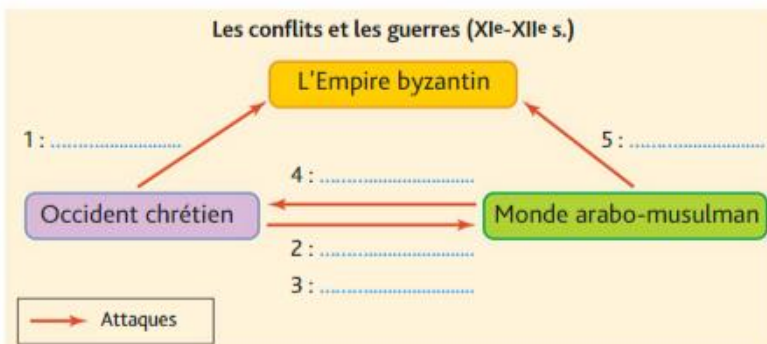 Les conflits et les guerres (XIe-XIIe s.)
L'Empire byzantin
1 : ........................
5 : ........................
4 : ............................
Occident chrétien
Monde arabo-musulman
2 : ............................
3 : ............................
Attaques